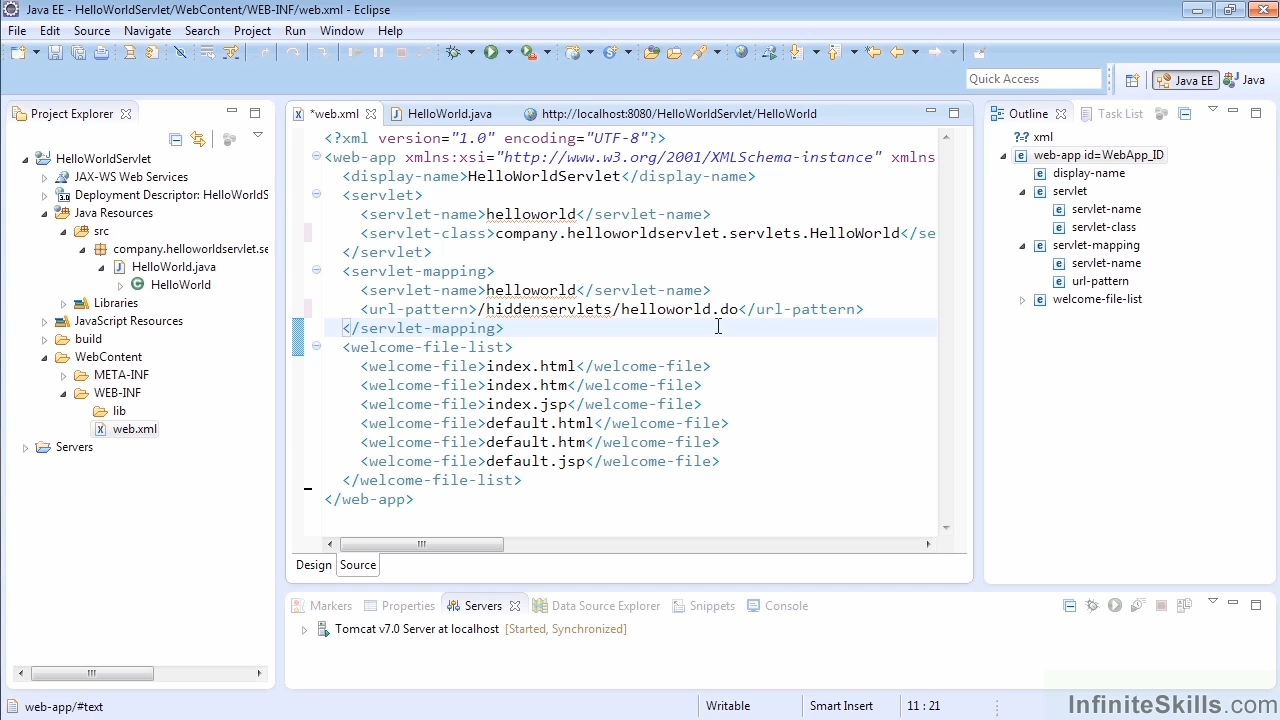 Java EE - HelloWorldServlet/WebContent/WEB-INF/web.xml - Eclipse
File Edit Source Navigate Search Project Run Window Help
Quick Access
Java EE
Java
Project Explorer
HelloWorldServlet
JAX-WS Web Services
Deployment Descriptor: HelloWorldS
Java Resources
src
company.helloworldservlet.se
HelloWorld.java
HelloWorld
Libraries
JavaScript Resources
build
WebContent
META-INF
WEB-INF
lib
web.xml
Servers
*web.xml
HelloWorld.java
http://localhost:8080/HelloWorldServlet/HelloWorld
<?xml version="1.0" encoding="UTF-8"?>
<web-app xmlns:xsi="http://www.w3.org/2001/XMLSchema-instance" xmlns
<display-name>HelloWorldServlet</display-name>
<servlet>
<servlet-name>helloworld</servlet-name>
<servlet-class>company.helloworldservlet.servlets.HelloWorld</se
</servlet>
<servlet-mapping>
<servlet-name>helloworld</servlet-name>
<url-pattern>/hiddenservlets/helloworld.do</url-pattern>
</servlet-mapping>
<welcome-file-list>
<welcome-file>index.html</welcome-file>
<welcome-file>index.htm</welcome-file>
<welcome-file>index.jsp</welcome-file>
<welcome-file>default.html</welcome-file>
<welcome-file>default.htm</welcome-file>
<welcome-file>default.jsp</welcome-file>
</welcome-file-list>
</web-app>
Design
Source
Outline
Task List
xml
web-app id=WebApp_ID
display-name
servlet
servlet-name
servlet-class
servlet-mapping
servlet-name
url-pattern
welcome-file-list
Markers
Properties
Servers
Data Source Explorer
Snippets
Console
Tomcat v7.0 Server at localhost [Started, Synchronized]
web-app/#text
Writable
Smart Insert
11 : 21
InfiniteSkills.com